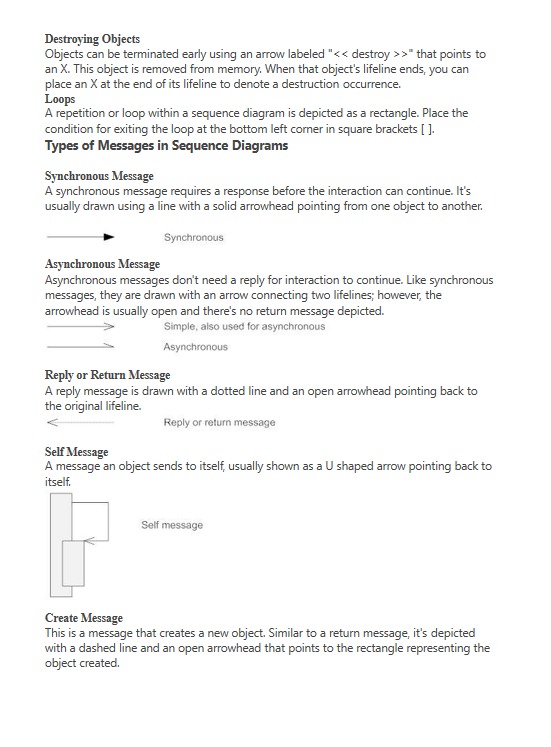 Destroying Objects
Objects can be terminated early using an arrow labeled "<< destroy >>" that points to
an X. This object is removed from memory. When that object's lifeline ends, you can
place an X at the end of its lifeline to denote a destruction occurrence.
Loops
A repetition or loop within a sequence diagram is depicted as a rectangle. Place the
condition for exiting the loop at the bottom left corner in square brackets [ ].
Types of Messages in Sequence Diagrams
Synchronous Message
A synchronous message requires a response before the interaction can continue. It's
usually drawn using a line with a solid arrowhead pointing from one object to another.
Synchronous
Asynchronous Message
Asynchronous messages don't need a reply for interaction to continue. Like synchronous
messages, they are drawn with an arrow connecting two lifelines; however, the
arrowhead is usually open and there's no return message depicted.
Simple, also used for asynchronous
Asynchronous
Reply or Return Message
A reply message is drawn with a dotted line and an open arrowhead pointing back to
the original lifeline.
Reply or return message
Self Message
A message an object sends to itself, usually shown as a U shaped arrow pointing back to
itself.
Self message
Create Message
This is a message that creates a new object. Similar to a return message, it's depicted
with a dashed line and an open arrowhead that points to the rectangle representing the
object created.